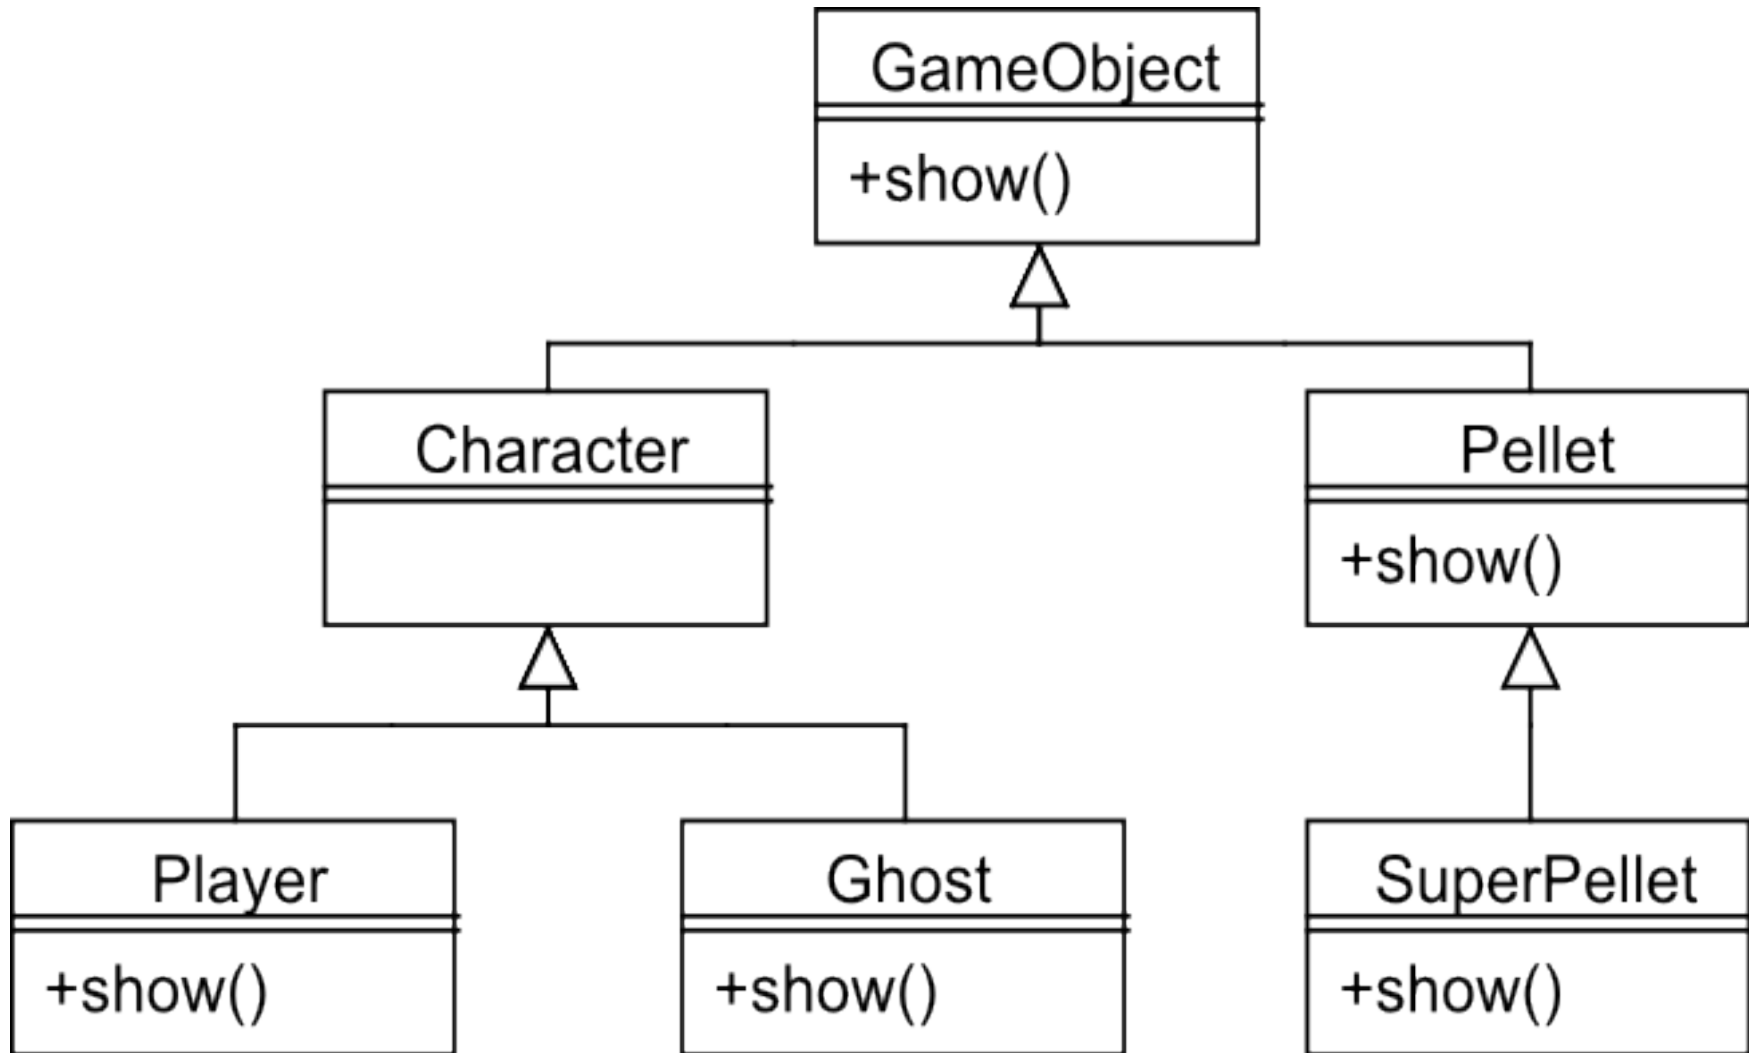 GameObject
+show()
Character
Pellet
+show()
Player
+show()
Ghost
+show()
SuperPellet
+show()